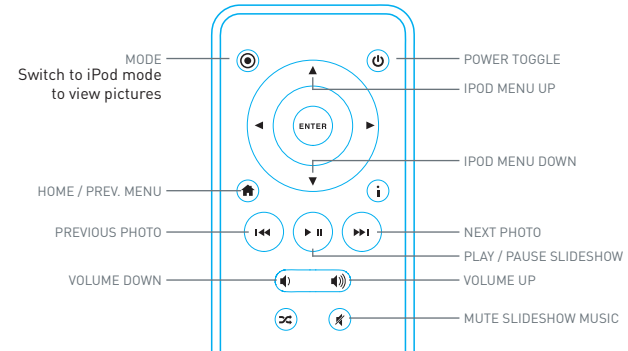 MODE
Switch to iPod mode
to view pictures
POWER TOGGLE
IPOD MENU UP
ENTER
IPOD MENU DOWN
HOME / PREV. MENU
i
PREVIOUS PHOTO
NEXT PHOTO
PLAY / PAUSE SLIDESHOW
VOLUME DOWN
VOLUME UP
MUTE SLIDESHOW MUSIC